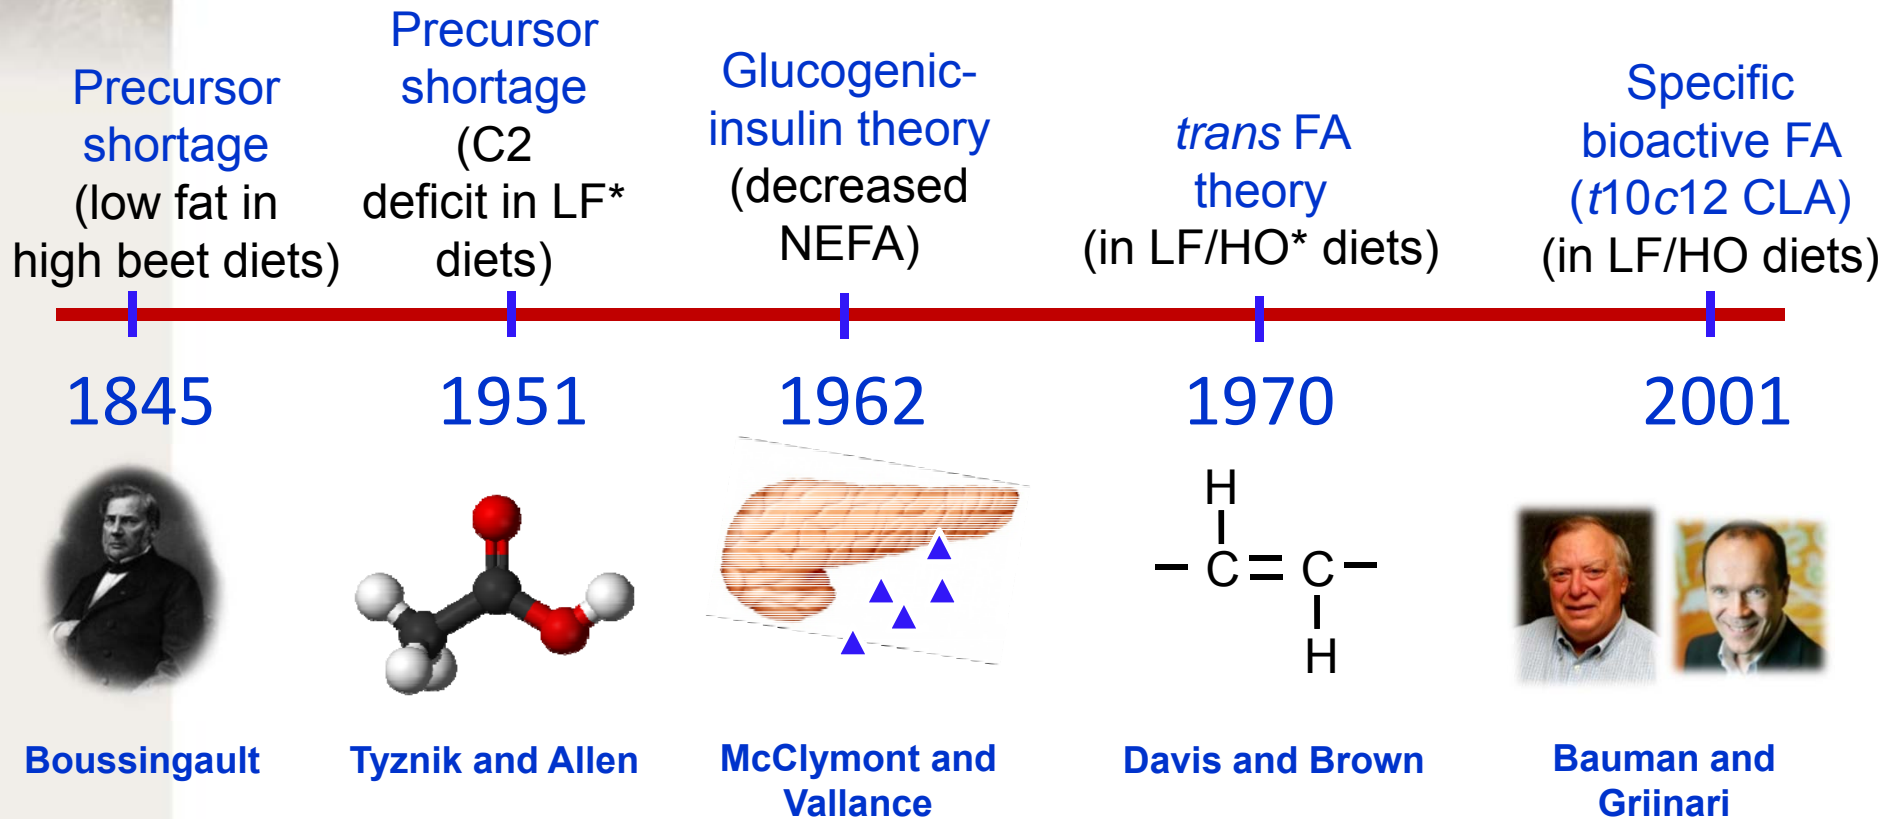 Precursor
shortage
(low fat in
high beet diets)
Precursor
shortage
(C2
deficit in LF*
diets)
Glucogenic-
insulin theory
(decreased
NEFA)
trans FA
theory
(in LF/HO* diets)
Specific
bioactive FA
(t10c12 CLA)
(in LF/HO diets)
1845
1951
1962
1970
2001
H
C = C
H
Boussingault
Tyznik and Allen
McClymont and
Vallance
Davis and Brown
Bauman and
Griinari